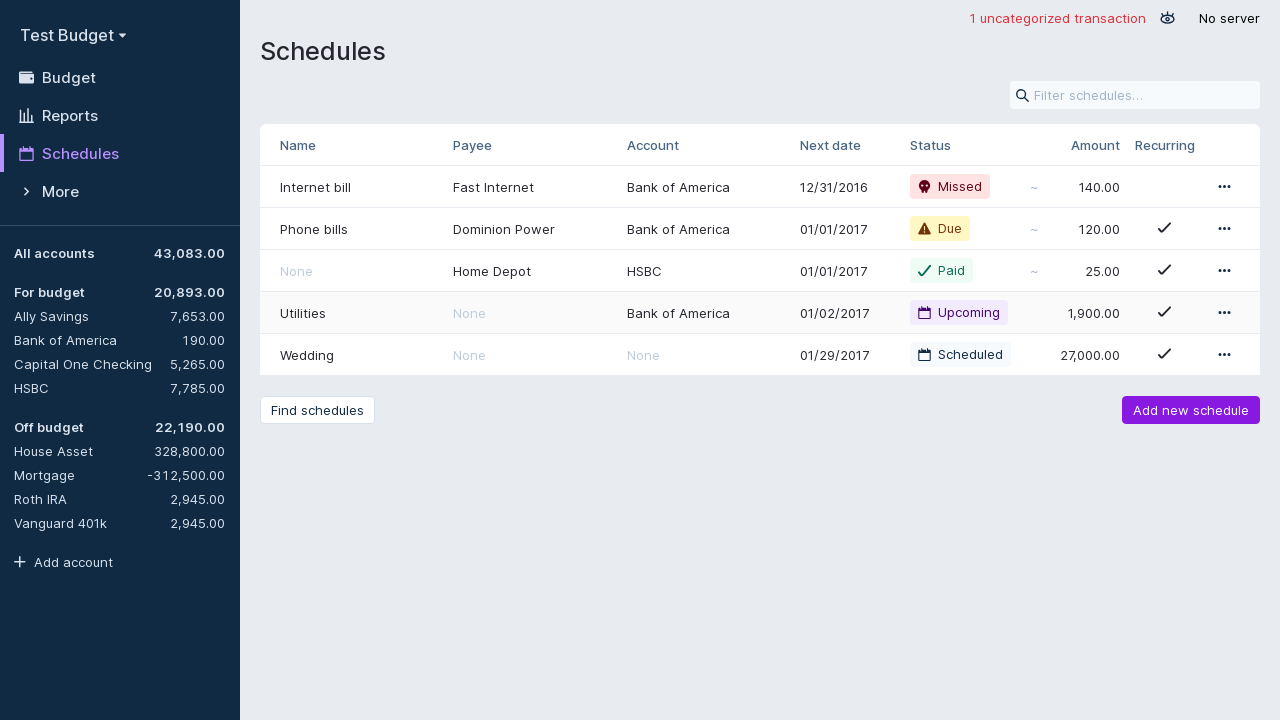 1 uncategorized transaction No server
Test Budget
Budget
Reports
Schedules
More
All accounts 43,083.00
For budget 20,893.00
Ally Savings 7,653.00
Bank of America 190.00
Capital One Checking 5,265.00
HSBC 7,785.00
Off budget 22,190.00
House Asset 328,800.00
Mortgage -312,500.00
Roth IRA 2,945.00
Vanguard 401k 2,945.00
Add account
Schedules
Filter schedules…
Name Payee Account Next date Status Amount Recurring
Internet bill Fast Internet Bank of America 12/31/2016 Missed ~ 140.00
Phone bills Dominion Power Bank of America 01/01/2017 Due ~ 120.00
None Home Depot HSBC 01/01/2017 Paid ~ 25.00
Utilities None Bank of America 01/02/2017 Upcoming 1,900.00
Wedding None None 01/29/2017 Scheduled 27,000.00
Find schedules Add new schedule